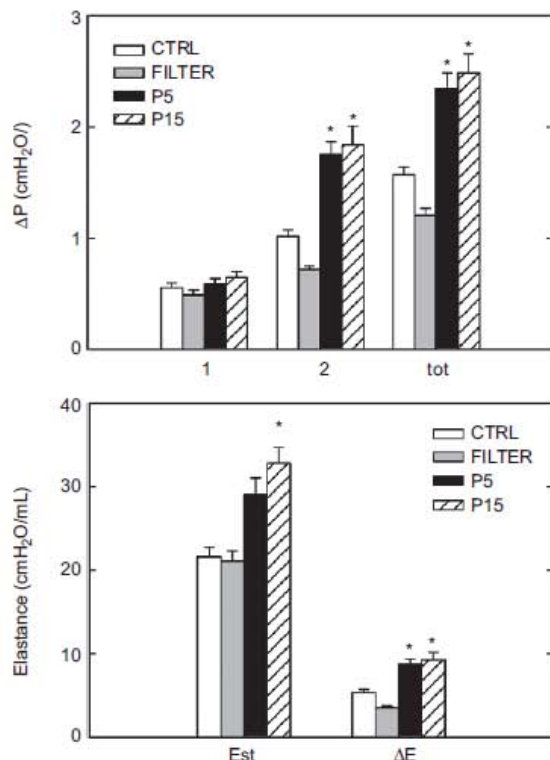 3
CTRL
FILTER
P5
P15
* *
* *
2
ΔP (cmH₂O/)
1
0
1 2 tot
40
*
CTRL
FILTER
P5
P15
30
Elastance (cmH₂O/mL)
20
10
* *
0
Est ΔE